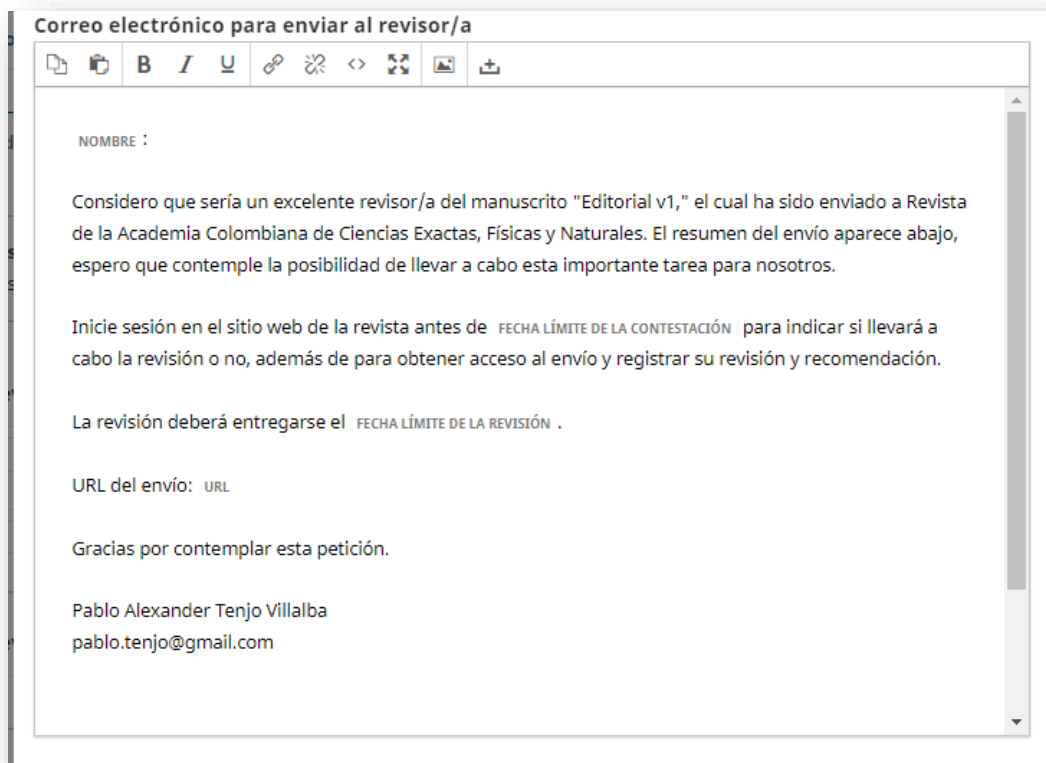 Correo electrónico para enviar al revisor/a
B I U
NOMBRE :
Considero que sería un excelente revisor/a del manuscrito "Editorial v1," el cual ha sido enviado a Revista
de la Academia Colombiana de Ciencias Exactas, Físicas y Naturales. El resumen del envío aparece abajo,
espero que contemple la posibilidad de llevar a cabo esta importante tarea para nosotros.
Inicie sesión en el sitio web de la revista antes de FECHA LÍMITE DE LA CONTESTACIÓN para indicar si llevará a
cabo la revisión o no, además de para obtener acceso al envío y registrar su revisión y recomendación.
La revisión deberá entregarse el FECHA LÍMITE DE LA REVISIÓN .
URL del envío: URL
Gracias por contemplar esta petición.
Pablo Alexander Tenjo Villalba
pablo.tenjo@gmail.com